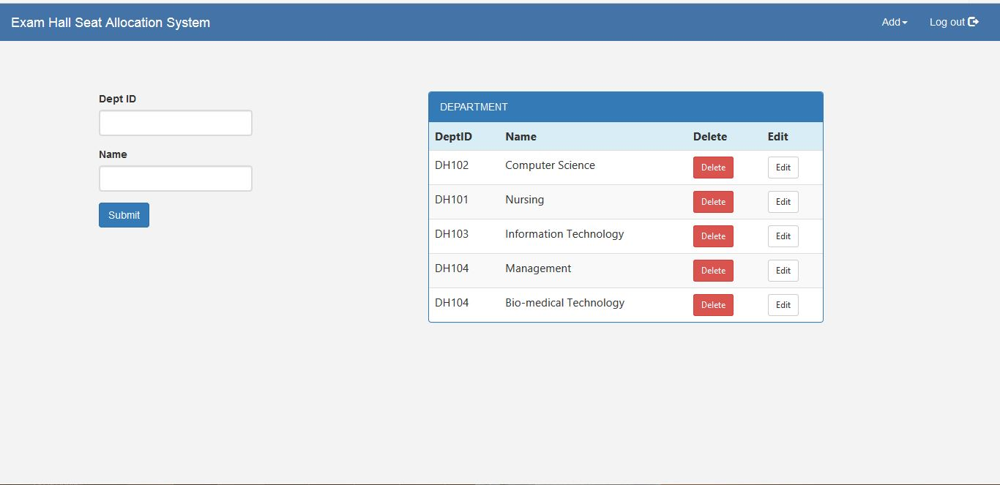 Exam Hall Seat Allocation System
Add
Log out
Dept ID
Name
Submit
DEPARTMENT
DeptID Name Delete Edit
DH102 Computer Science Delete Edit
DH101 Nursing Delete Edit
DH103 Information Technology Delete Edit
DH104 Management Delete Edit
DH104 Bio-medical Technology Delete Edit